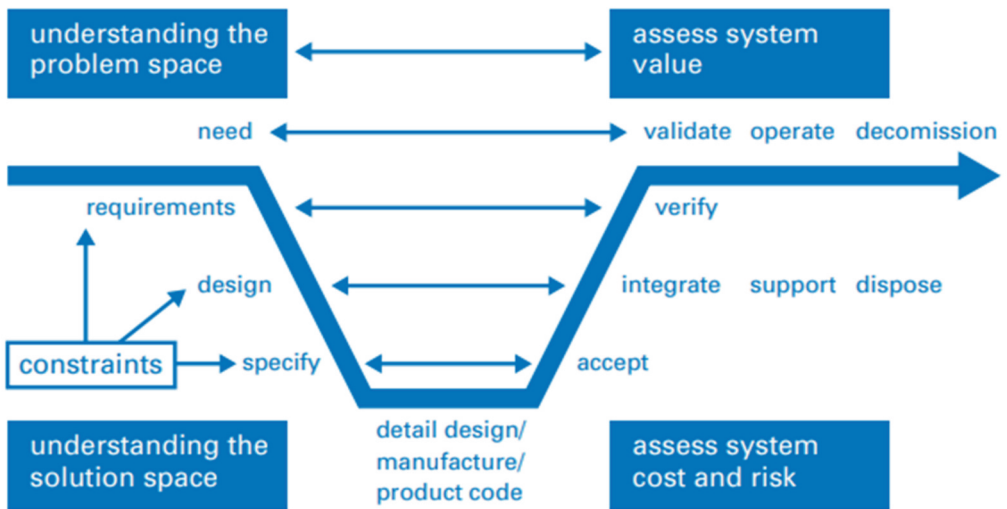 understanding the
problem space
assess system
value
need
validate operate decomission
requirements
verify
design
integrate support dispose
constraints
specify
accept
understanding the
solution space
detail design/
manufacture/
product code
assess system
cost and risk